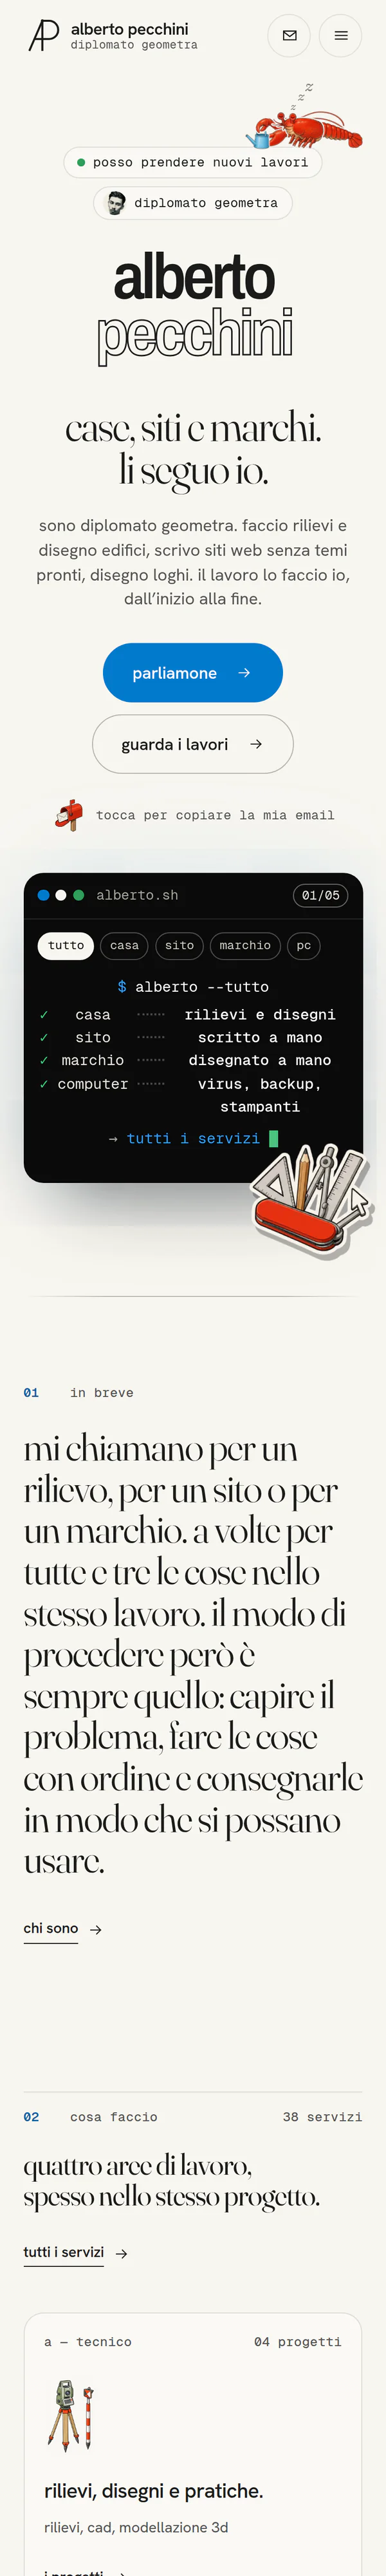 alberto pecchini
diplomato geometra
z
z
z
posso prendere nuovi lavori
diplomato geometra
alberto
pecchini
case, siti e marchi.
li seguo io.
sono diplomato geometra. faccio rilievi e
disegno edifici, scrivo siti web senza temi
pronti, disegno loghi. il lavoro lo faccio io,
dall’inizio alla fine.
parliamone →
guarda i lavori →
tocca per copiare la mia email
alberto.sh 01/05
tutto casa sito marchio pc
$ alberto --tutto
✓ casa ······· rilievi e disegni
✓ sito ······· scritto a mano
✓ marchio ······· disegnato a mano
✓ computer ······· virus, backup,
stampanti
→ tutti i servizi
01 in breve
mi chiamano per un
rilievo, per un sito o per
un marchio. a volte per
tutte e tre le cose nello
stesso lavoro. il modo di
procedere però è
sempre quello: capire il
problema, fare le cose
con ordine e consegnarle
in modo che si possano
usare.
chi sono →
02 cosa faccio 38 servizi
quattro aree di lavoro,
spesso nello stesso progetto.
tutti i servizi →
a — tecnico 04 progetti
rilievi, disegni e pratiche.
rilievi, cad, modellazione 3d
i progetti →